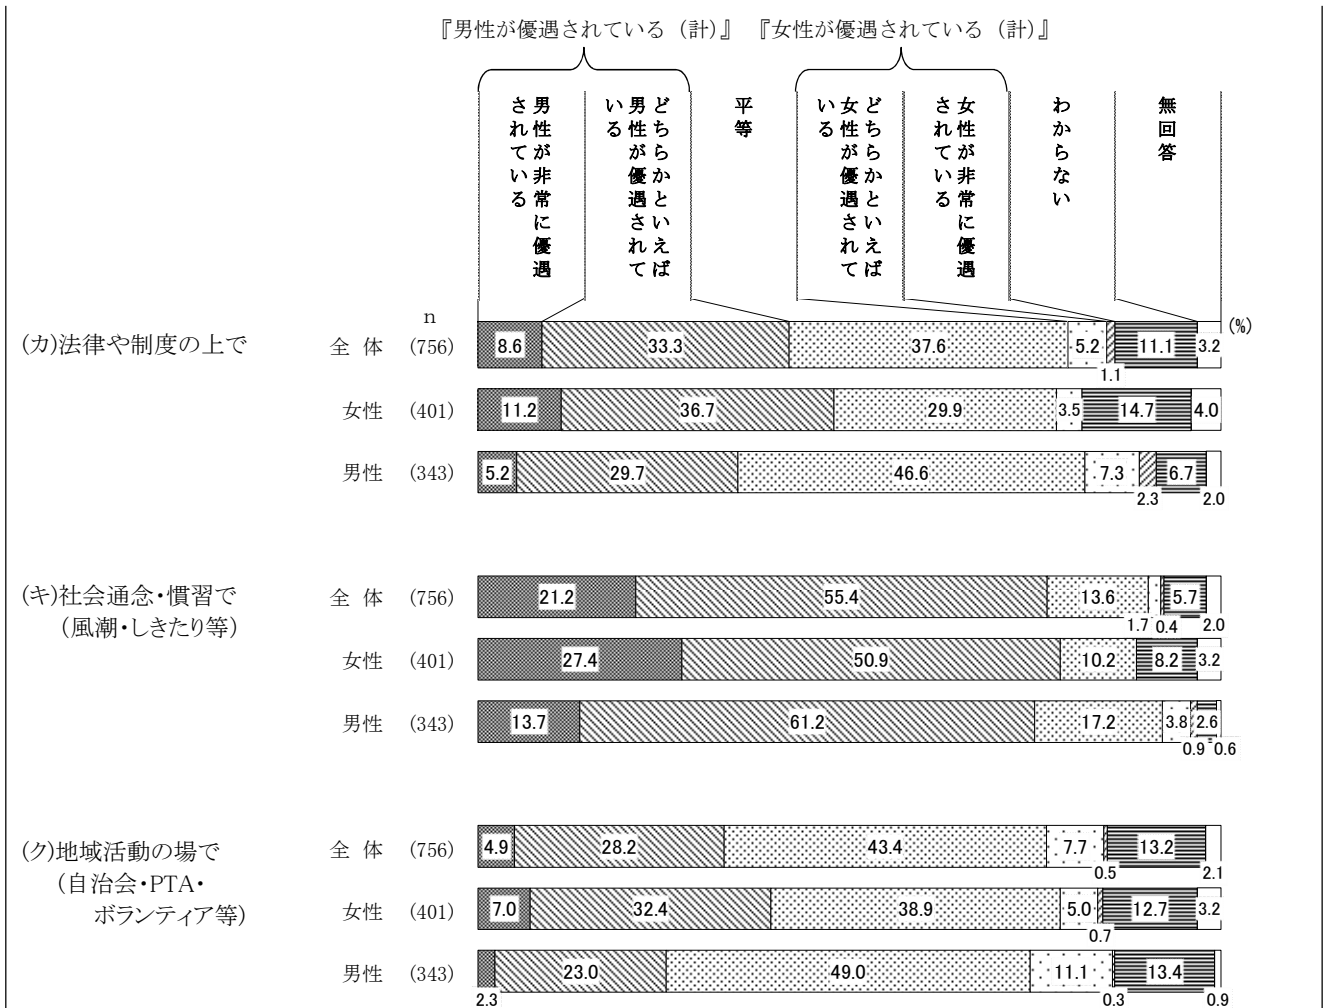 『男性が優遇されている（計）』 『女性が優遇されている（計）』
男性が非常に優遇
されている
どちらかといえば
男性が優遇されて
いる
平等
どちらかといえば
女性が優遇されて
いる
女性が非常に優遇
されている
わからない
無回答
n
(%)
(カ)法律や制度の上で 全 体 (756) 8.6 33.3 37.6 5.2 1.1 11.1 3.2
女性 (401) 11.2 36.7 29.9 3.5 14.7 4.0
男性 (343) 5.2 29.7 46.6 7.3 2.3 6.7 2.0
(キ)社会通念・慣習で 全 体 (756) 21.2 55.4 13.6 1.7 0.4 5.7 2.0
（風潮・しきたり等）
女性 (401) 27.4 50.9 10.2 8.2 3.2
男性 (343) 13.7 61.2 17.2 3.8 0.9 2.6 0.6
(ク)地域活動の場で 全 体 (756) 4.9 28.2 43.4 7.7 0.5 13.2 2.1
（自治会・PTA・
ボランティア等） 女性 (401) 7.0 32.4 38.9 5.0 0.7 12.7 3.2
男性 (343) 2.3 23.0 49.0 11.1 0.3 13.4 0.9